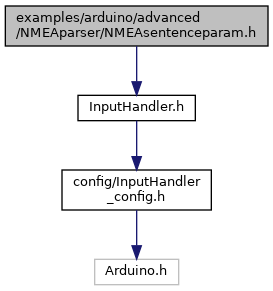 examples/arduino/advanced
/NMEAparser/NMEAsentenceparam.h
InputHandler.h
config/InputHandler
_config.h
Arduino.h